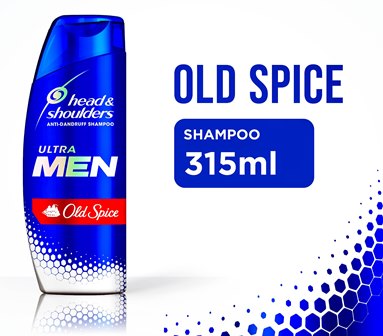 head&
shoulders
ANTI-DANDRUFF SHAMPOO
ULTRA
MEN
Old Spice
OLD SPICE
SHAMPOO
315ml